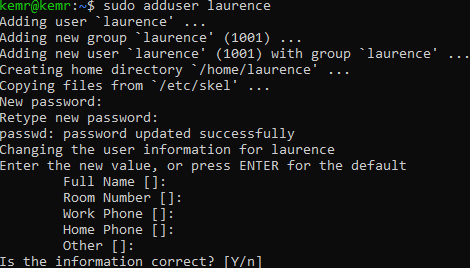 kemr@kemr:~$ sudo adduser laurence
Adding user `laurence' ...
Adding new group `laurence' (1001) ...
Adding new user `laurence' (1001) with group `laurence' ...
Creating home directory `/home/laurence' ...
Copying files from `/etc/skel' ...
New password:
Retype new password:
passwd: password updated successfully
Changing the user information for laurence
Enter the new value, or press ENTER for the default
        Full Name []:
        Room Number []:
        Work Phone []:
        Home Phone []:
        Other []:
Is the information correct? [Y/n]